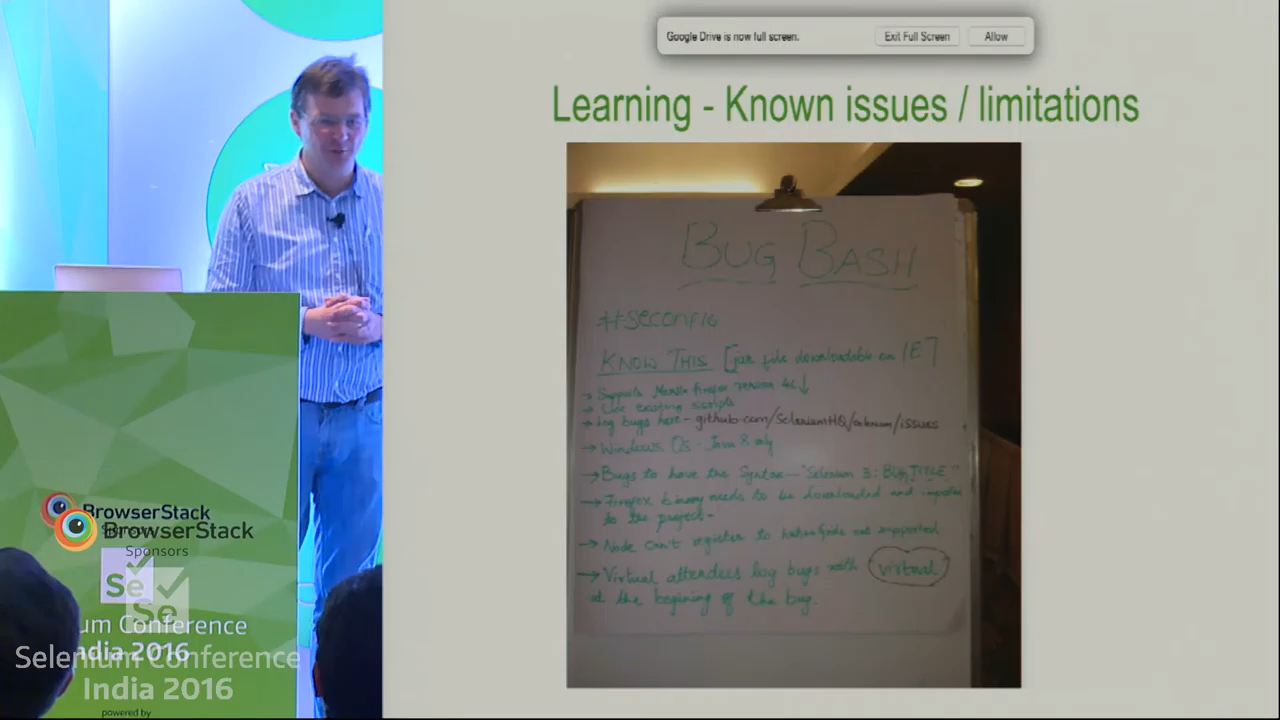 Google Drive is now full screen.
Exit Full Screen
Allow
Learning - Known issues / limitations
BUG BASH
#seconf16
KNOW THIS [jar file downloadable on IE]
→ Supports Mozilla firefox version 46 ↓
→ Use existing scripts
→ Log bugs here - github.com/SeleniumHQ/selenium/issues
→ Windows OS - Java 8 only
→ Bugs to have the Syntax - "Selenium 3: BUG TITLE"
→ Firefox binary needs to be downloaded and
to the project -
→ Node can't register to not supported
→ Virtual attendees log bugs with virtual
at the begining of the bug.
BrowserStack
BrowserStack
Sponsors
Se
Se
um Conference
India 2016
Selenium Conference
India 2016
powered by